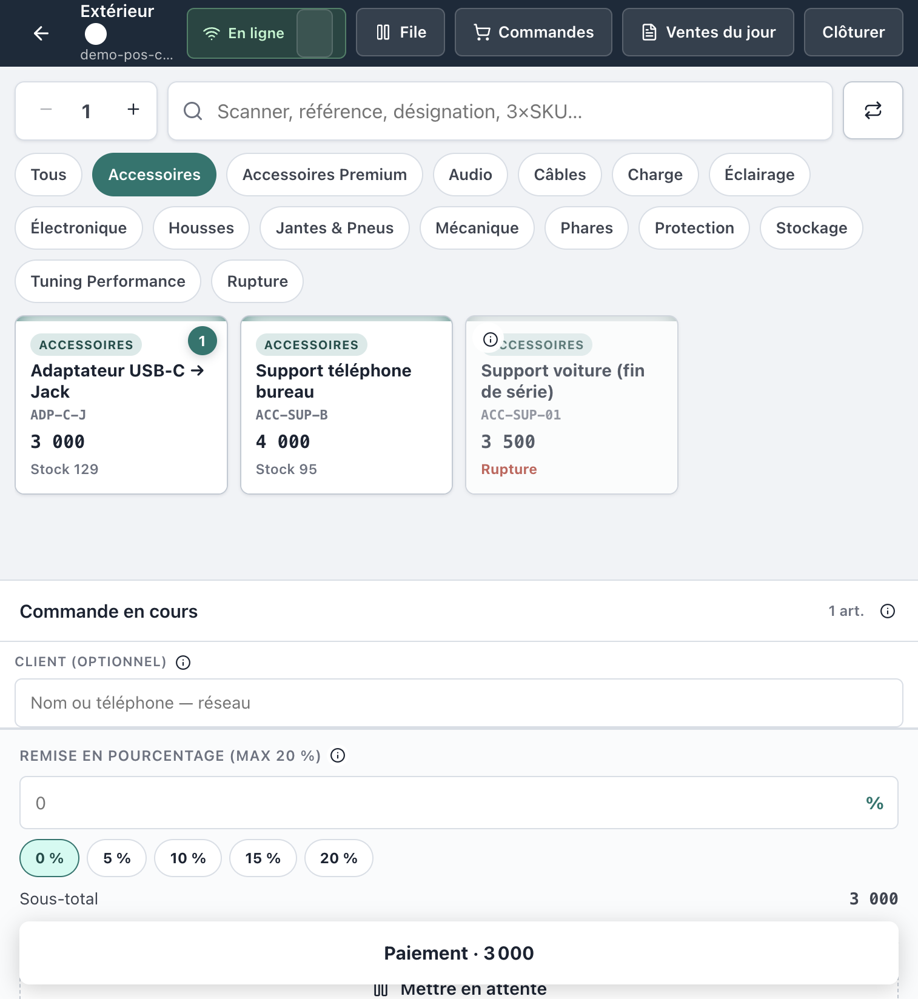 Extérieur
demo-pos-c...
En ligne
File
Commandes
Ventes du jour
Clôturer
1
Scanner, référence, désignation, 3×SKU...
Tous
Accessoires
Accessoires Premium
Audio
Câbles
Charge
Éclairage
Électronique
Housses
Jantes & Pneus
Mécanique
Phares
Protection
Stockage
Tuning Performance
Rupture
ACCESSOIRES
1
Adaptateur USB-C →
Jack
ADP-C-J
3 000
Stock 129
ACCESSOIRES
Support téléphone
bureau
ACC-SUP-B
4 000
Stock 95
CCESSOIRES
Support voiture (fin
de série)
ACC-SUP-01
3 500
Rupture
Commande en cours
1 art.
CLIENT (OPTIONNEL)
Nom ou téléphone — réseau
REMISE EN POURCENTAGE (MAX 20 %)
0
%
0 %
5 %
10 %
15 %
20 %
Sous-total
3 000
Paiement · 3 000
Mettre en attente